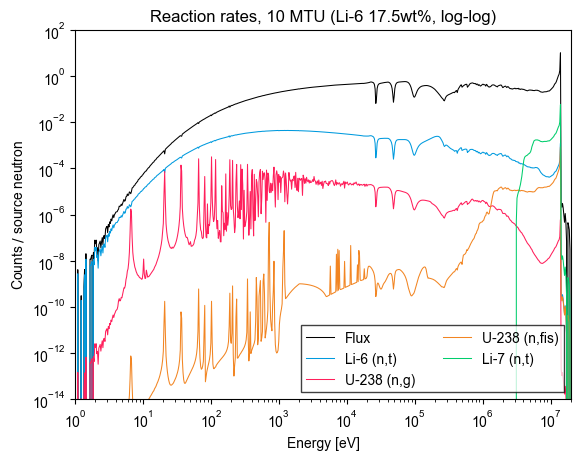 Reaction rates, 10 MTU (Li-6 17.5wt%, log-log)
Counts / source neutron
10^2
10^0
10^−2
10^−4
10^−6
10^−8
10^−10
10^−12
10^−14
Flux
Li-6 (n,t)
U-238 (n,g)
U-238 (n,fis)
Li-7 (n,t)
10^0 10^1 10^2 10^3 10^4 10^5 10^6 10^7
Energy [eV]